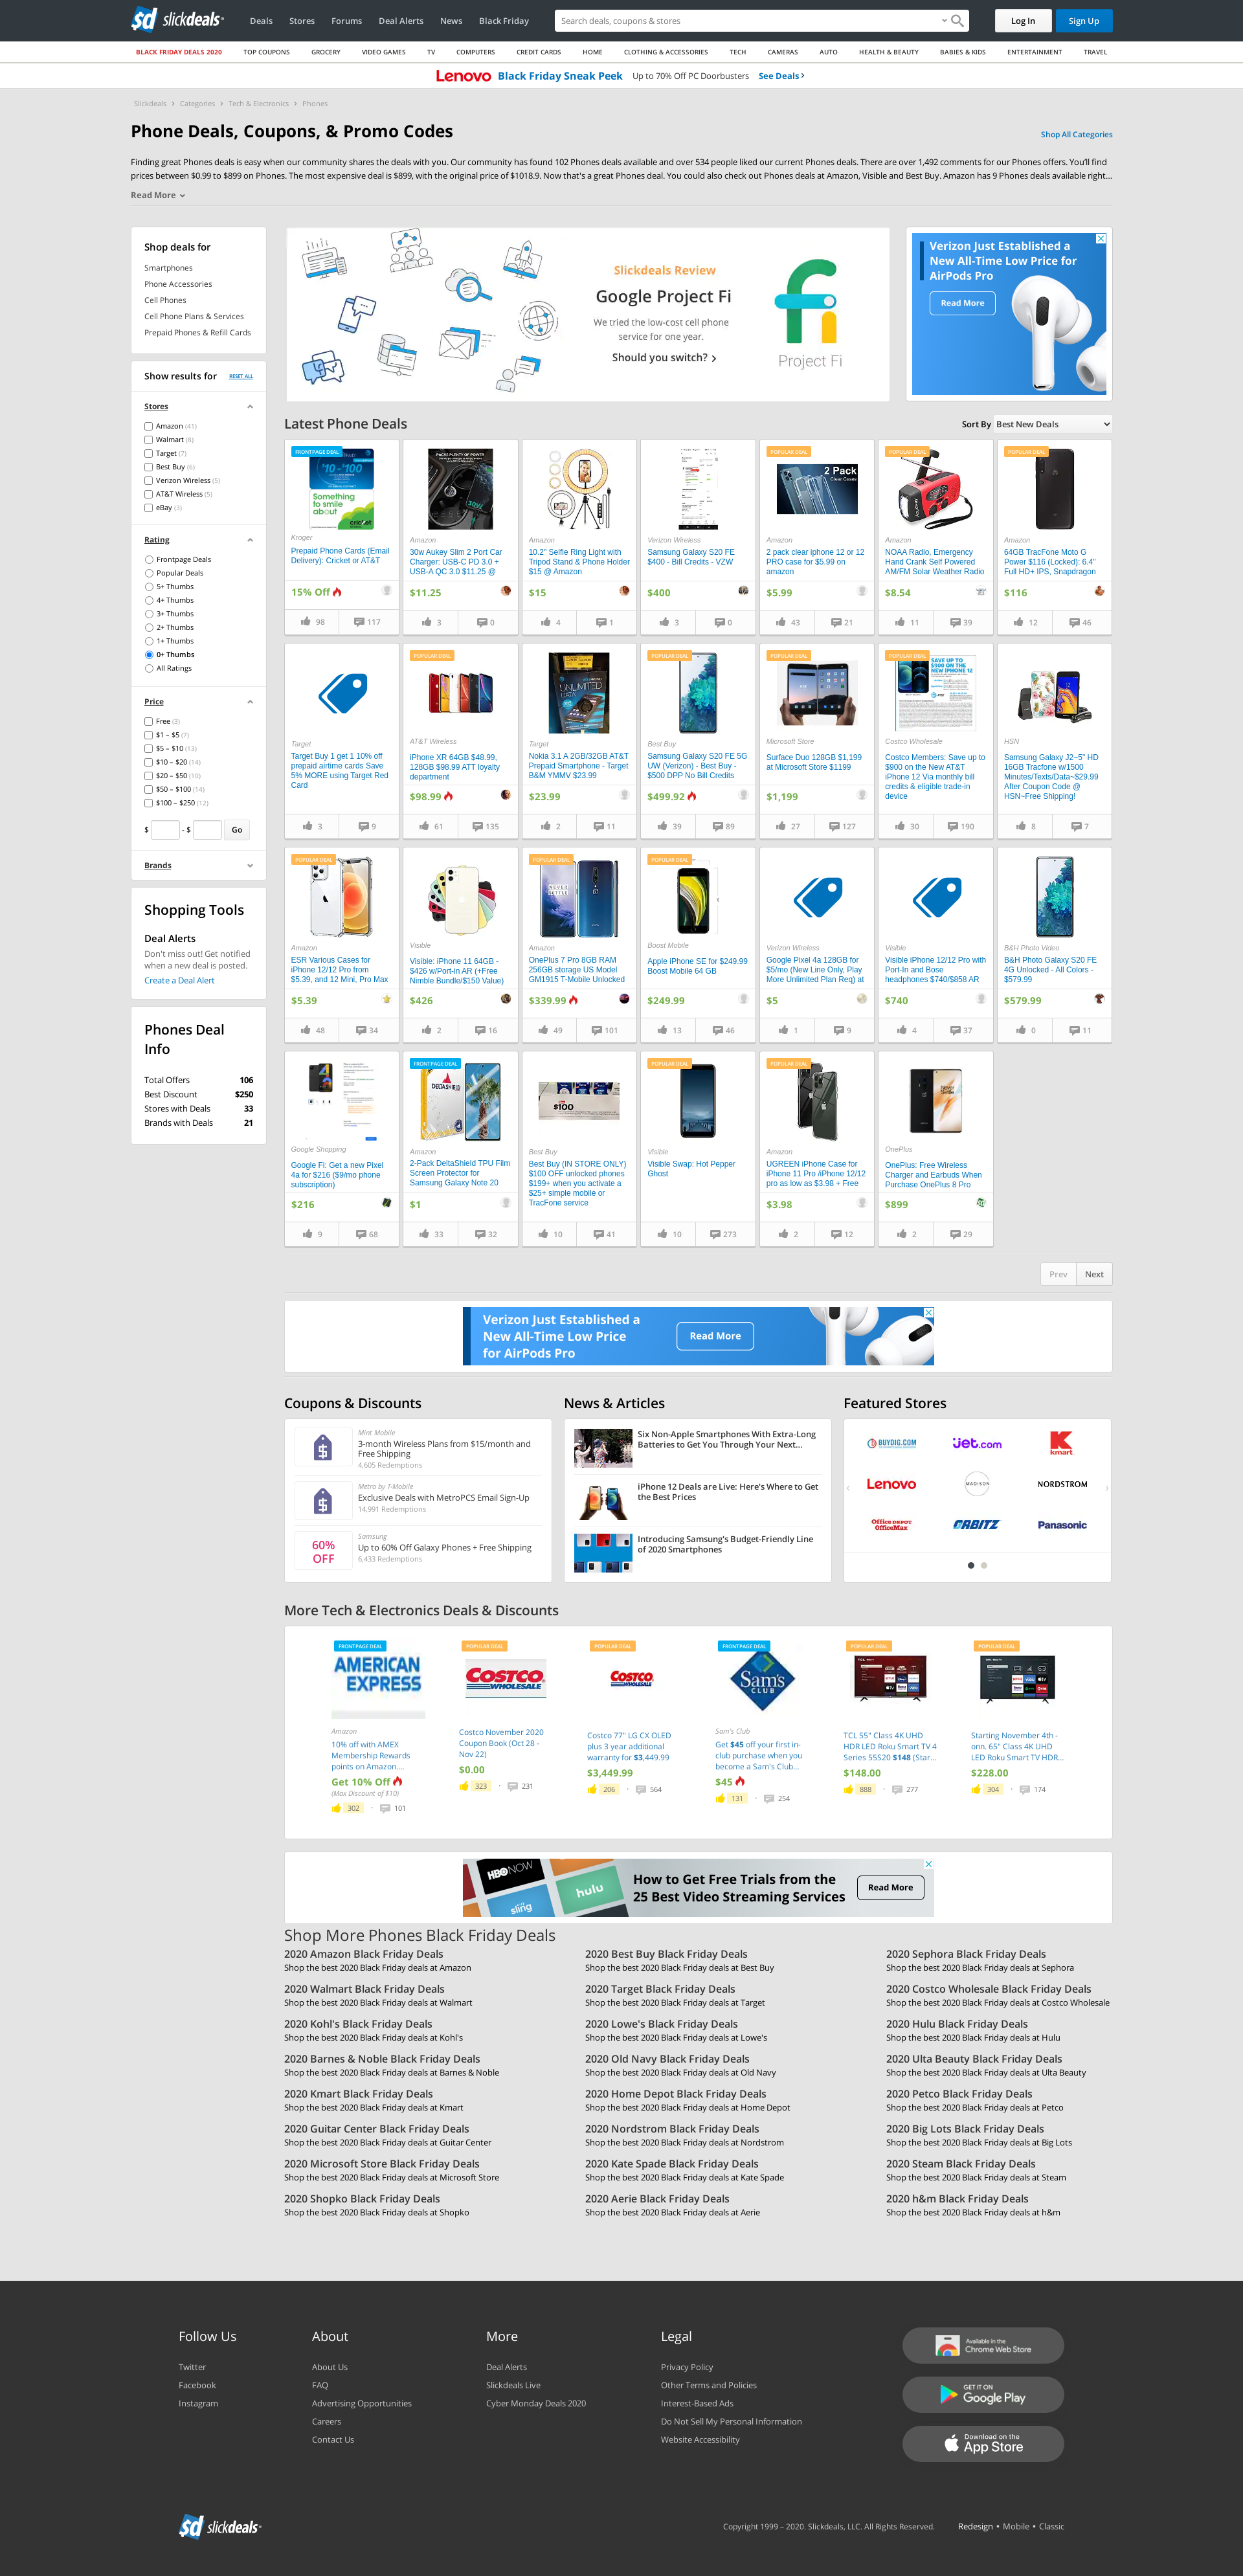 slickdeals
Deals
Stores
Forums
Deal Alerts
News
Black Friday
Search deals, coupons & stores
Log In
Sign Up
BLACK FRIDAY DEALS 2020
TOP COUPONS
GROCERY
VIDEO GAMES
TV
COMPUTERS
CREDIT CARDS
HOME
CLOTHING & ACCESSORIES
TECH
CAMERAS
AUTO
HEALTH & BEAUTY
BABIES & KIDS
ENTERTAINMENT
TRAVEL
Lenovo Black Friday Sneak Peek Up to 70% Off PC Doorbusters See Deals
Slickdeals > Categories > Tech & Electronics > Phones
Phone Deals, Coupons, & Promo Codes
Shop All Categories
Finding great Phones deals is easy when our community shares the deals with you. Our community has found 102 Phones deals available and over 534 people liked our current Phones deals. There are over 1,492 comments for our Phones offers. You'll find
prices between $0.99 to $899 on Phones. The most expensive deal is $899, with the original price of $1018.9. Now that's a great Phones deal. You could also check out Phones deals at Amazon, Visible and Best Buy. Amazon has 9 Phones deals available right...
Read More
Shop deals for
Smartphones
Phone Accessories
Cell Phones
Cell Phone Plans & Services
Prepaid Phones & Refill Cards
Show results for
RESET ALL
Stores
Amazon (41)
Walmart (8)
Target (7)
Best Buy (6)
Verizon Wireless (5)
AT&T Wireless (5)
eBay (3)
Rating
Frontpage Deals
Popular Deals
5+ Thumbs
4+ Thumbs
3+ Thumbs
2+ Thumbs
1+ Thumbs
0+ Thumbs
All Ratings
Price
Free (3)
$1 – $5 (7)
$5 – $10 (13)
$10 – $20 (14)
$20 – $50 (10)
$50 – $100 (14)
$100 – $250 (12)
$ - $ Go
Brands
Shopping Tools
Deal Alerts
Don't miss out! Get notified
when a new deal is posted.
Create a Deal Alert
Phones Deal
Info
Total Offers 106
Best Discount $250
Stores with Deals 33
Brands with Deals 21
Slickdeals Review
Google Project Fi
We tried the low-cost cell phone
service for one year.
Should you switch? >
Project Fi
Verizon Just Established a
New All-Time Low Price for
AirPods Pro
Read More
Latest Phone Deals
Sort By Best New Deals
FRONTPAGE DEAL
Something
to smile
about
cricket
Kroger
Prepaid Phone Cards (Email
Delivery): Cricket or AT&T
15% Off
98 117
30W
Amazon
30w Aukey Slim 2 Port Car
Charger: USB-C PD 3.0 +
USB-A QC 3.0 $11.25 @
$11.25
3 0
Amazon
10.2" Selfie Ring Light with
Tripod Stand & Phone Holder
$15 @ Amazon
$15
4 1
Verizon Wireless
Samsung Galaxy S20 FE
$400 - Bill Credits - VZW
$400
3 0
POPULAR DEAL
2 Pack
Clear Cases
Amazon
2 pack clear iphone 12 or 12
PRO case for $5.99 on
amazon
$5.99
43 21
POPULAR DEAL
Amazon
NOAA Radio, Emergency
Hand Crank Self Powered
AM/FM Solar Weather Radio
$8.54
11 39
POPULAR DEAL
Amazon
64GB TracFone Moto G
Power $116 (Locked): 6.4"
Full HD+ IPS, Snapdragon
$116
12 46
Target
Target Buy 1 get 1 10% off
prepaid airtime cards Save
5% MORE using Target Red
Card
3 9
POPULAR DEAL
AT&T Wireless
iPhone XR 64GB $48.99,
128GB $98.99 ATT loyalty
department
$98.99
61 135
UNLIMITED
Target
Nokia 3.1 A 2GB/32GB AT&T
Prepaid Smartphone - Target
B&M YMMV $23.99
$23.99
2 11
POPULAR DEAL
Best Buy
Samsung Galaxy S20 FE 5G
UW (Verizon) - Best Buy -
$500 DPP No Bill Credits
$499.92
39 89
POPULAR DEAL
Microsoft Store
Surface Duo 128GB $1,199
at Microsoft Store $1199
$1,199
27 127
POPULAR DEAL
SAVE UP TO
$900 ON THE
NEW IPHONE 12
Costco Wholesale
Costco Members: Save up to
$900 on the New AT&T
iPhone 12 Via monthly bill
credits & eligible trade-in
device
30 190
HSN
Samsung Galaxy J2~5" HD
16GB Tracfone w/1500
Minutes/Texts/Data~$29.99
After Coupon Code @
HSN~Free Shipping!
8 7
POPULAR DEAL
Amazon
ESR Various Cases for
iPhone 12/12 Pro from
$5.39, and 12 Mini, Pro Max
$5.39
48 34
Visible
Visible: iPhone 11 64GB -
$426 w/Port-in AR (+Free
Nimble Bundle/$150 Value)
$426
2 16
POPULAR DEAL
Amazon
OnePlus 7 Pro 8GB RAM
256GB storage US Model
GM1915 T-Mobile Unlocked
$339.99
49 101
POPULAR DEAL
Boost Mobile
Apple iPhone SE for $249.99
Boost Mobile 64 GB
$249.99
13 46
Verizon Wireless
Google Pixel 4a 128GB for
$5/mo (New Line Only, Play
More Unlimited Plan Req) at
$5
1 9
Visible
Visible iPhone 12/12 Pro with
Port-In and Bose
headphones $740/$858 AR
$740
4 37
B&H Photo Video
B&H Photo Galaxy S20 FE
4G Unlocked - All Colors -
$579.99
$579.99
0 11
Google Shopping
Google Fi: Get a new Pixel
4a for $216 ($9/mo phone
subscription)
$216
9 68
FRONTPAGE DEAL
DELTASHIELD
Amazon
2-Pack DeltaShield TPU Film
Screen Protector for
Samsung Galaxy Note 20
$1
33 32
$100
Best Buy
Best Buy (IN STORE ONLY)
$100 OFF unlocked phones
$199+ when you activate a
$25+ simple mobile or
TracFone service
10 41
POPULAR DEAL
Visible
Visible Swap: Hot Pepper
Ghost
10 273
POPULAR DEAL
Amazon
UGREEN iPhone Case for
iPhone 11 Pro /iPhone 12/12
pro as low as $3.98 + Free
$3.98
2 12
OnePlus
OnePlus: Free Wireless
Charger and Earbuds When
Purchase OnePlus 8 Pro
$899
2 29
Prev Next
Verizon Just Established a
New All-Time Low Price
for AirPods Pro
Read More
Coupons & Discounts
Mint Mobile
3-month Wireless Plans from $15/month and
Free Shipping
4,605 Redemptions
Metro by T-Mobile
Exclusive Deals with MetroPCS Email Sign-Up
14,991 Redemptions
60%
OFF
Samsung
Up to 60% Off Galaxy Phones + Free Shipping
6,433 Redemptions
News & Articles
Six Non-Apple Smartphones With Extra-Long
Batteries to Get You Through Your Next...
iPhone 12 Deals are Live: Here's Where to Get
the Best Prices
Introducing Samsung's Budget-Friendly Line
of 2020 Smartphones
Featured Stores
BUYDIG.COM
jet.com
kmart
Lenovo
MADISON
NORDSTROM
Office DEPOT
OfficeMax
ORBITZ
Panasonic
More Tech & Electronics Deals & Discounts
FRONTPAGE DEAL
AMERICAN
EXPRESS
Amazon
10% off with AMEX
Membership Rewards
points on Amazon....
Get 10% Off
(Max Discount of $10)
302 · 101
POPULAR DEAL
COSTCO
WHOLESALE
Costco November 2020
Coupon Book (Oct 28 -
Nov 22)
$0.00
323 · 231
POPULAR DEAL
COSTCO
WHOLESALE
Costco 77" LG CX OLED
plus 3 year additional
warranty for $3,449.99
$3,449.99
206 · 564
FRONTPAGE DEAL
Sam's
CLUB
Sam's Club
Get $45 off your first in-
club purchase when you
become a Sam's Club...
$45
131 · 254
POPULAR DEAL
TCL 55" Class 4K UHD
HDR LED Roku Smart TV 4
Series 55S20 $148 (Star...
$148.00
888 · 277
POPULAR DEAL
Starting November 4th -
onn. 65" Class 4K UHD
LED Roku Smart TV HDR...
$228.00
304 · 174
HBO NOW
hulu
sling
How to Get Free Trials from the
25 Best Video Streaming Services
Read More
Shop More Phones Black Friday Deals
2020 Amazon Black Friday Deals
Shop the best 2020 Black Friday deals at Amazon
2020 Best Buy Black Friday Deals
Shop the best 2020 Black Friday deals at Best Buy
2020 Sephora Black Friday Deals
Shop the best 2020 Black Friday deals at Sephora
2020 Walmart Black Friday Deals
Shop the best 2020 Black Friday deals at Walmart
2020 Target Black Friday Deals
Shop the best 2020 Black Friday deals at Target
2020 Costco Wholesale Black Friday Deals
Shop the best 2020 Black Friday deals at Costco Wholesale
2020 Kohl's Black Friday Deals
Shop the best 2020 Black Friday deals at Kohl's
2020 Lowe's Black Friday Deals
Shop the best 2020 Black Friday deals at Lowe's
2020 Hulu Black Friday Deals
Shop the best 2020 Black Friday deals at Hulu
2020 Barnes & Noble Black Friday Deals
Shop the best 2020 Black Friday deals at Barnes & Noble
2020 Old Navy Black Friday Deals
Shop the best 2020 Black Friday deals at Old Navy
2020 Ulta Beauty Black Friday Deals
Shop the best 2020 Black Friday deals at Ulta Beauty
2020 Kmart Black Friday Deals
Shop the best 2020 Black Friday deals at Kmart
2020 Home Depot Black Friday Deals
Shop the best 2020 Black Friday deals at Home Depot
2020 Petco Black Friday Deals
Shop the best 2020 Black Friday deals at Petco
2020 Guitar Center Black Friday Deals
Shop the best 2020 Black Friday deals at Guitar Center
2020 Nordstrom Black Friday Deals
Shop the best 2020 Black Friday deals at Nordstrom
2020 Big Lots Black Friday Deals
Shop the best 2020 Black Friday deals at Big Lots
2020 Microsoft Store Black Friday Deals
Shop the best 2020 Black Friday deals at Microsoft Store
2020 Kate Spade Black Friday Deals
Shop the best 2020 Black Friday deals at Kate Spade
2020 Steam Black Friday Deals
Shop the best 2020 Black Friday deals at Steam
2020 Shopko Black Friday Deals
Shop the best 2020 Black Friday deals at Shopko
2020 Aerie Black Friday Deals
Shop the best 2020 Black Friday deals at Aerie
2020 h&m Black Friday Deals
Shop the best 2020 Black Friday deals at h&m
Follow Us
Twitter
Facebook
Instagram
About
About Us
FAQ
Advertising Opportunities
Careers
Contact Us
More
Deal Alerts
Slickdeals Live
Cyber Monday Deals 2020
Legal
Privacy Policy
Other Terms and Policies
Interest-Based Ads
Do Not Sell My Personal Information
Website Accessibility
Available in the
Chrome Web Store
GET IT ON
Google Play
Download on the
App Store
slickdeals
Copyright 1999 – 2020. Slickdeals, LLC. All Rights Reserved.
Redesign • Mobile • Classic